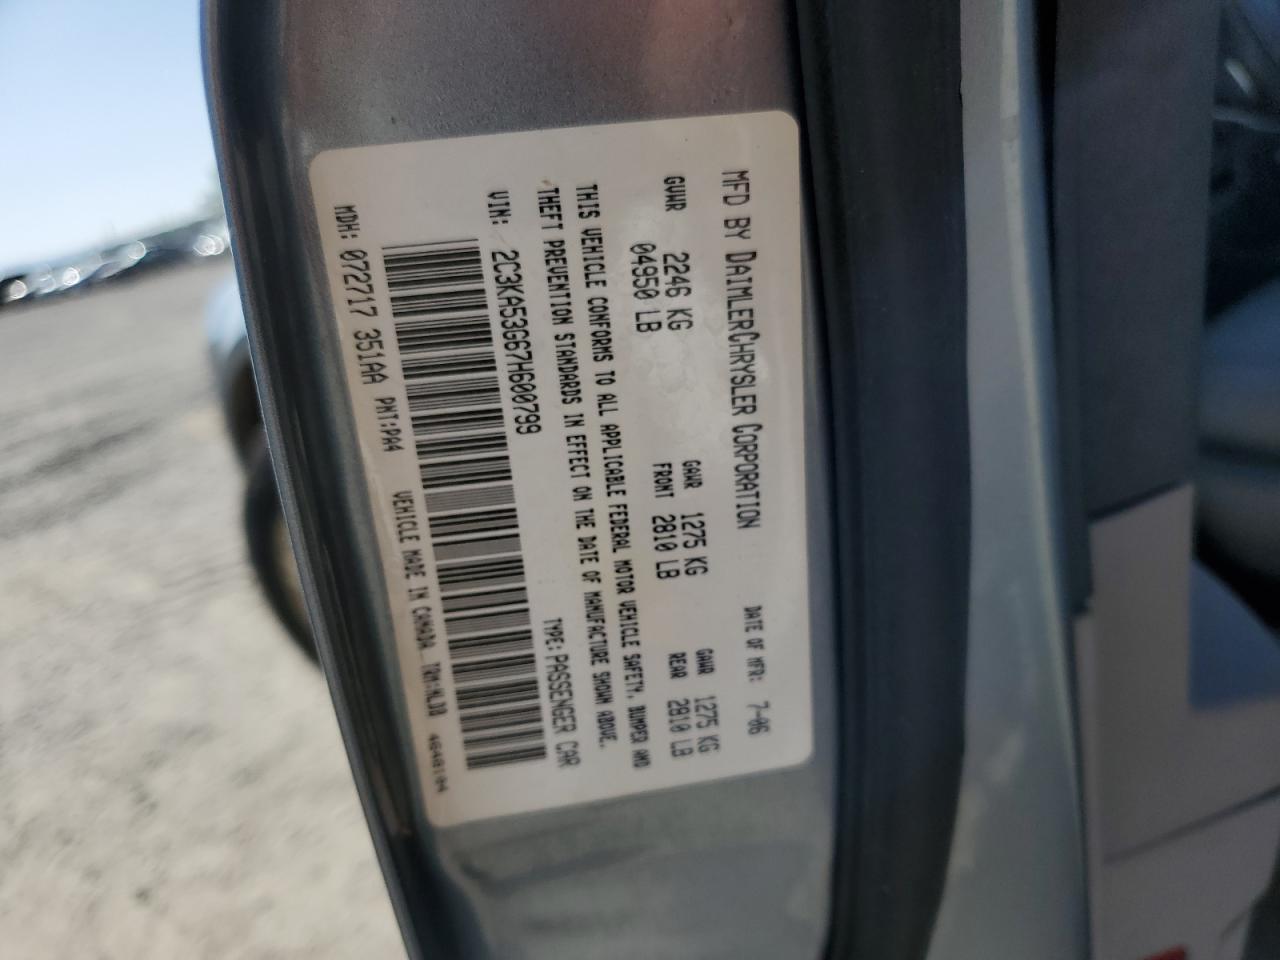 MFD BY DAIMLERCHRYSLER CORPORATION DATE OF MFR: 7-06
GVWR 2246 KG GAWR 1275 KG GAWR 1275 KG
04950 LB FRONT 2810 LB REAR 2810 LB
THIS VEHICLE CONFORMS TO ALL APPLICABLE FEDERAL MOTOR VEHICLE SAFETY, BUMPER AND
THEFT PREVENTION STANDARDS IN EFFECT ON THE DATE OF MANUFACTURE SHOWN ABOVE.
VIN: 2C3KA53G67H600799 TYPE: PASSENGER CAR
MDH: 072717 351AA PNT:PA4 VEHICLE MADE IN CANADA. TRM: